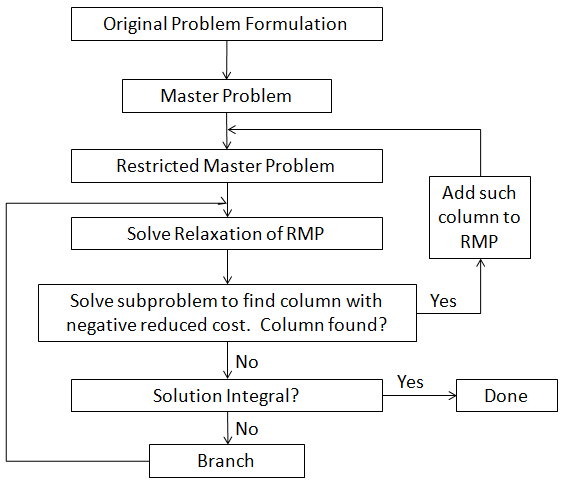 Original Problem Formulation
Master Problem
Restricted Master Problem
Add such
column to
RMP
Solve Relaxation of RMP
Solve subproblem to find column with
negative reduced cost.  Column found?
Yes
No
Solution Integral?
Yes
Done
No
Branch